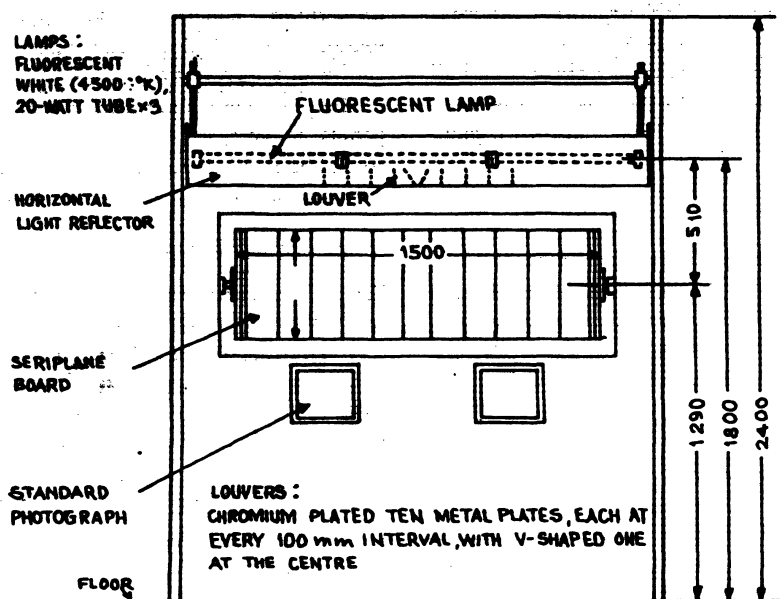 LAMPS:
FLUORESCENT
WHITE (4500 °K),
20-WATT TUBE×3
FLUORESCENT LAMP
HORIZONTAL
LIGHT REFLECTOR
LOUVER
510
1500
SERIPLANE
BOARD
1290
1800
2400
STANDARD
PHOTOGRAPH
LOUVERS:
CHROMIUM PLATED TEN METAL PLATES, EACH AT
EVERY 100 mm INTERVAL, WITH V-SHAPED ONE
AT THE CENTRE
FLOOR